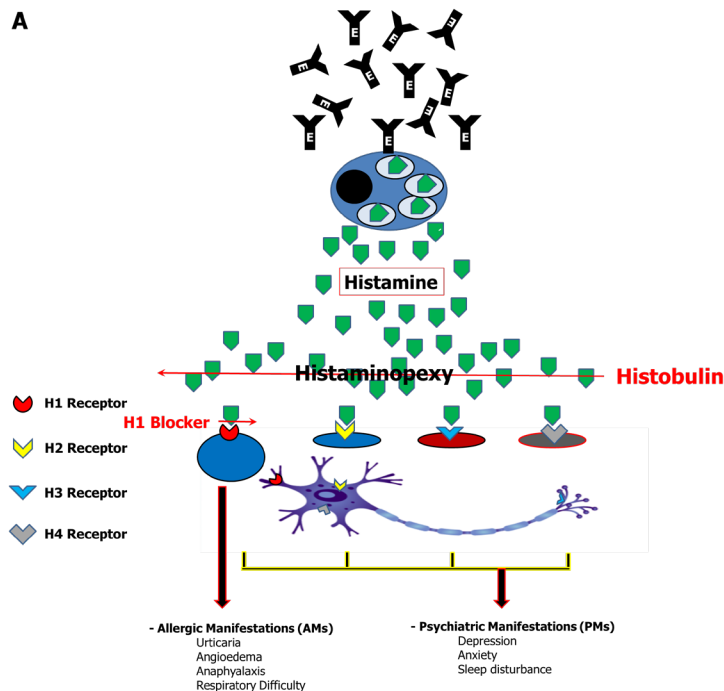 A
E
E
E
E
E
E
E
E
E
E
E
E
Histamine
Histaminopexy
Histobulin
H1 Receptor
H1 Blocker
H2 Receptor
H3 Receptor
H4 Receptor
- Allergic Manifestations (AMs)
Urticaria
Angioedema
Anaphyalaxis
Respiratory Difficulty
- Psychiatric Manifestations (PMs)
Depression
Anxiety
Sleep disturbance